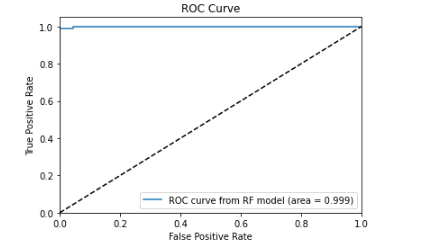 ROC Curve
1.0
0.8
0.6
0.4
0.2
0.0
True Positive Rate
ROC curve from RF model (area = 0.999)
0.0 0.2 0.4 0.6 0.8 1.0
False Positive Rate